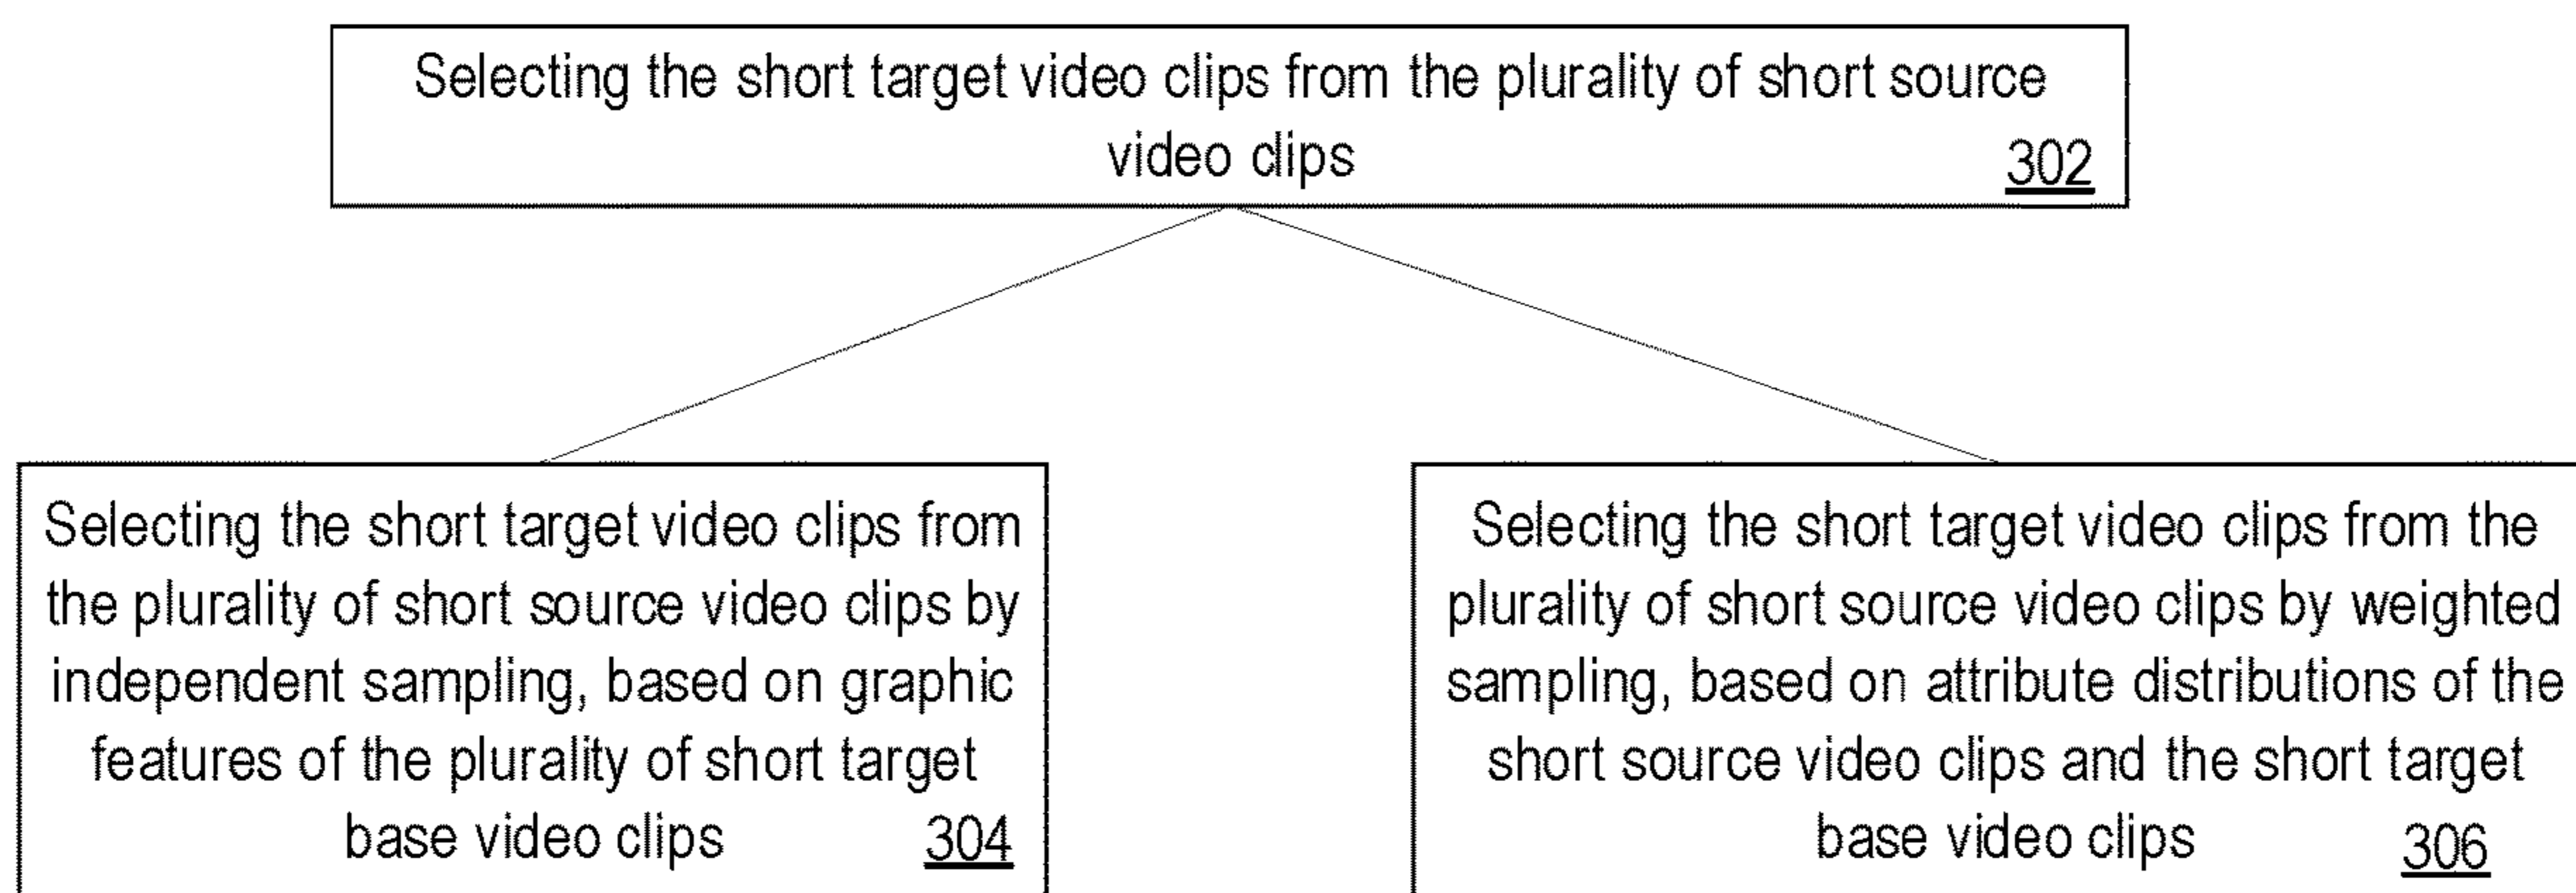 Selecting the short target video clips from the plurality of short source
video clips
302
Selecting the short target video clips from
the plurality of short source video clips by
independent sampling, based on graphic
features of the plurality of short target
base video clips
304
Selecting the short target video clips from the
plurality of short source video clips by weighted
sampling, based on attribute distributions of the
short source video clips and the short target
base video clips
306